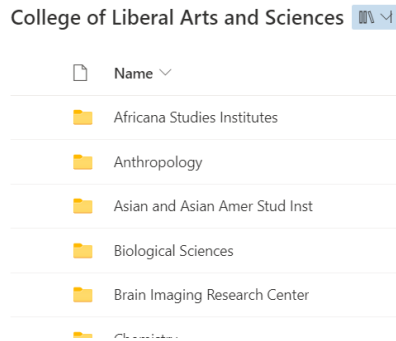 College of Liberal Arts and Sciences
Name
Africana Studies Institutes
Anthropology
Asian and Asian Amer Stud Inst
Biological Sciences
Brain Imaging Research Center
Chemistry